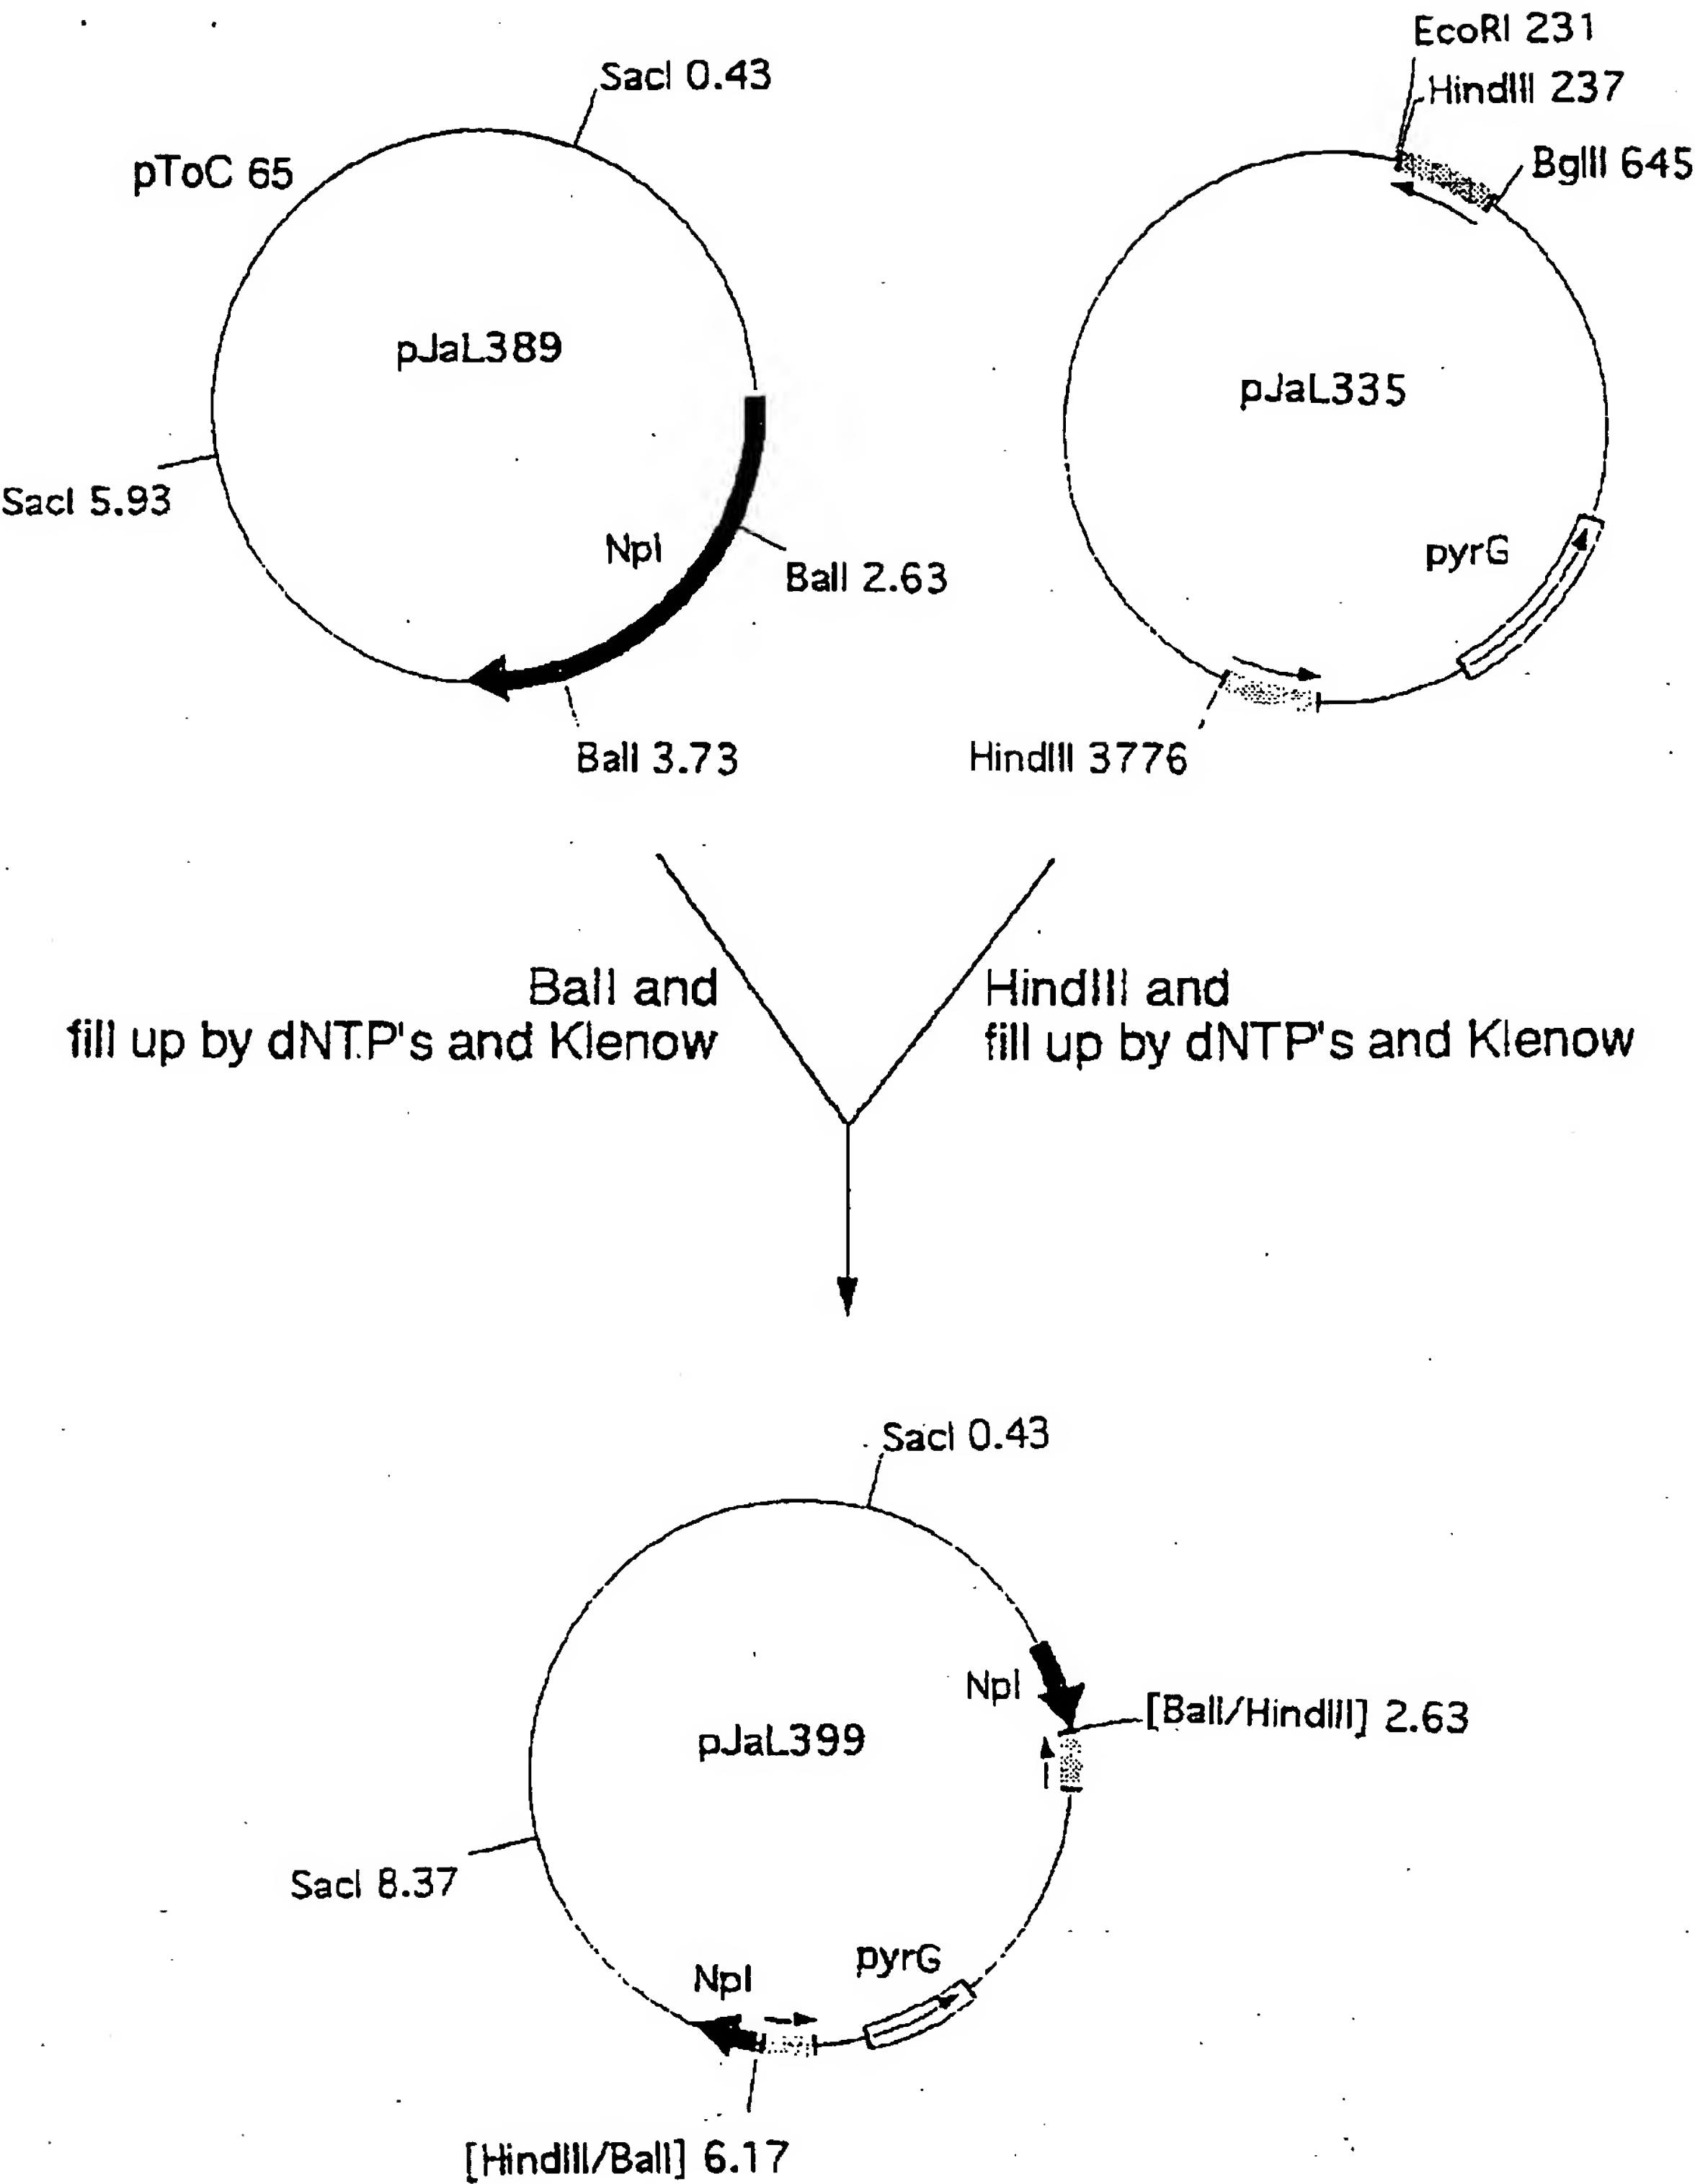 EcoRI 231
SacI 0.43
HindIII 237
pToC 65
BglII 645
pJaL389
pJaL335
SacI 5.93
NpI
BalI 2.63
pyrG
BalI 3.73
HindIII 3776
BalI and
fill up by dNTP's and Klenow
HindIII and
fill up by dNTP's and Klenow
SacI 0.43
NpI
[BalI/HindIII] 2.63
pJaL399
SacI 8.37
NpI
pyrG
[HindIII/BalI] 6.17